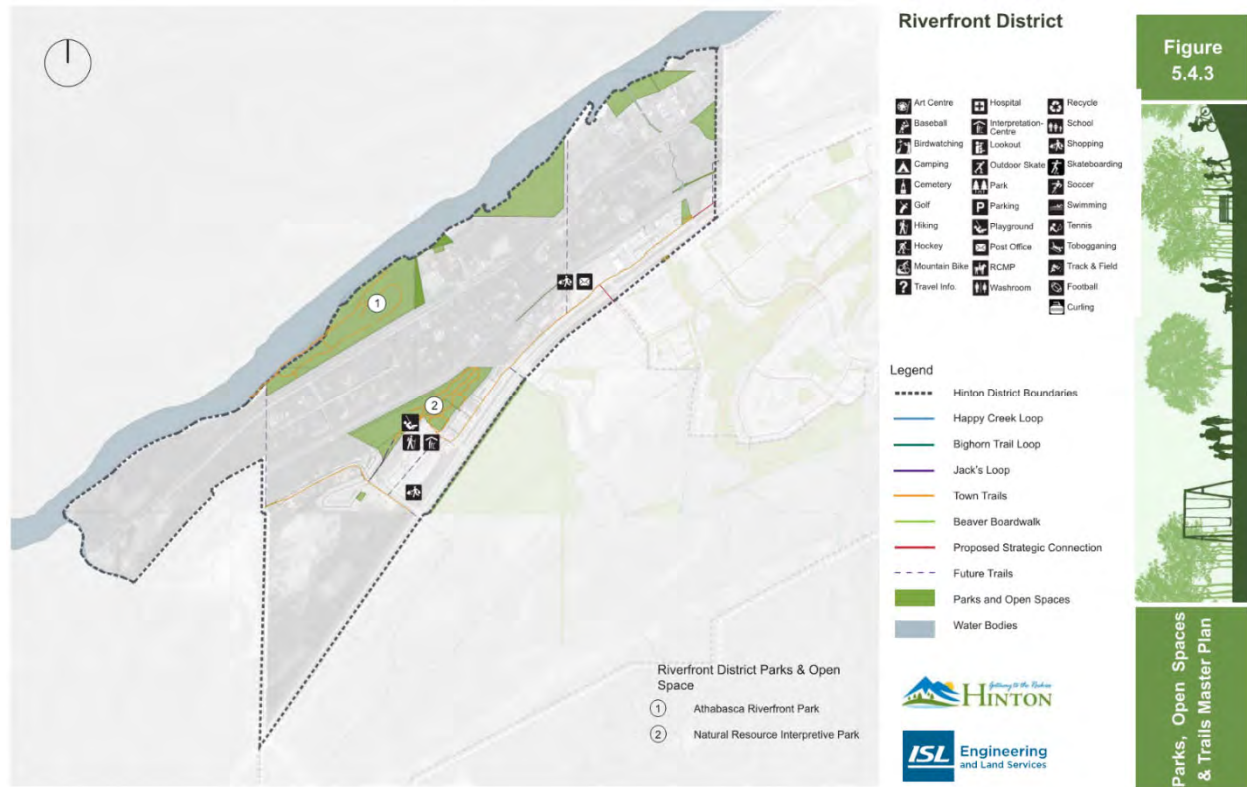 Riverfront District
Figure
5.4.3
Art Centre
Baseball
Birdwatching
Camping
Cemetery
Golf
Hiking
Hockey
Mountain Bike
? Travel Info.
Hospital
Interpretation-
Centre
Lookout
Outdoor Skate
Park
P Parking
Playground
Post Office
RCMP
Washroom
Recycle
School
Shopping
Skateboarding
Soccer
Swimming
Tennis
Tobogganing
Track & Field
Football
Curling
1
2
Legend
Hinton District Boundaries
Happy Creek Loop
Bighorn Trail Loop
Jack's Loop
Town Trails
Beaver Boardwalk
Proposed Strategic Connection
Future Trails
Parks and Open Spaces
Water Bodies
Riverfront District Parks & Open
Space
1 Athabasca Riverfront Park
2 Natural Resource Interpretive Park
Gateway to the Rockies
HINTON
ISL Engineering
and Land Services
Parks, Open Spaces
& Trails Master Plan